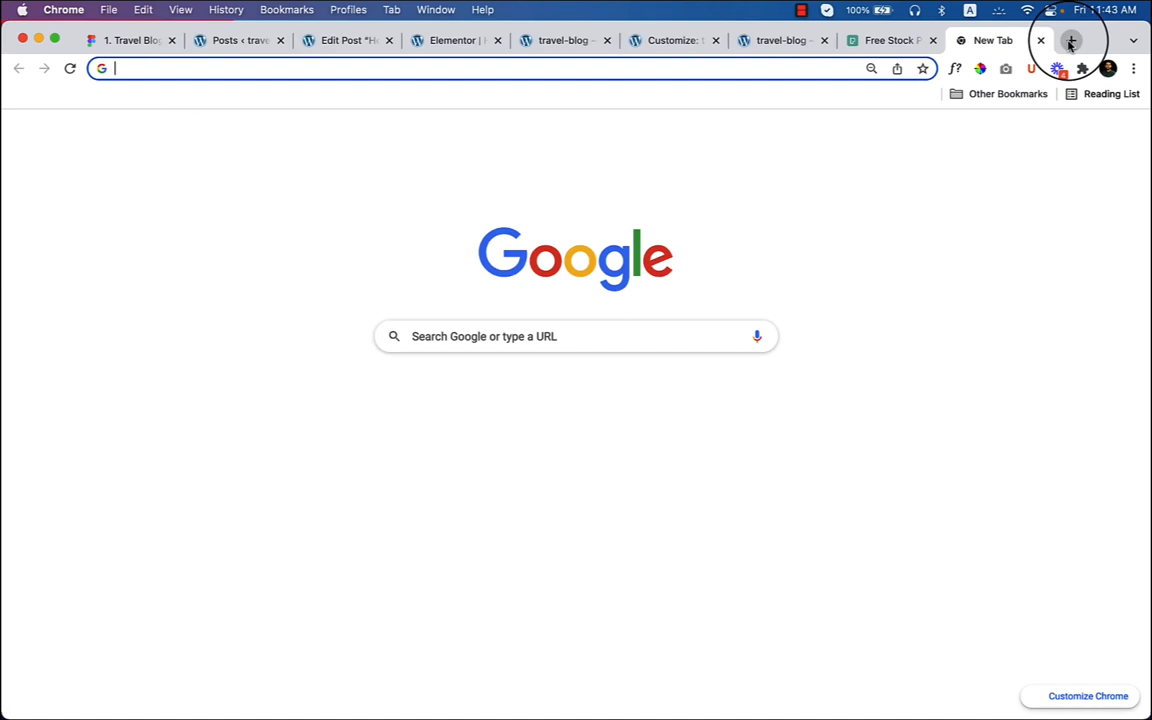 Chrome File Edit View History Bookmarks Profiles Tab Window Help 100% A Fri 11:43 AM
1. Travel Blo Posts ‹ trave Edit Post "H Elementor | travel-blog – Customize: t travel-blog – Free Stock P New Tab
G f? U 4
Other Bookmarks Reading List
Google
Search Google or type a URL
Customize Chrome